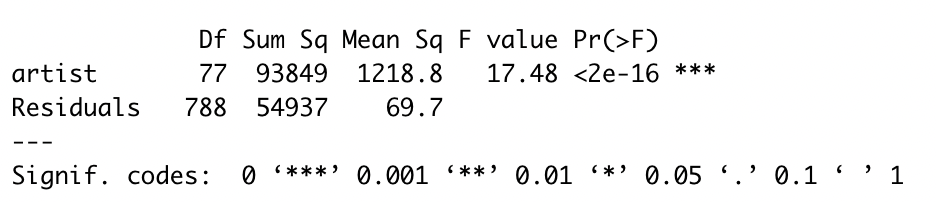 Df Sum Sq Mean Sq F value Pr(>F)
artist       77  93849  1218.8   17.48 <2e-16 ***
Residuals   788  54937    69.7
---
Signif. codes:  0 ‘***’ 0.001 ‘**’ 0.01 ‘*’ 0.05 ‘.’ 0.1 ‘ ’ 1